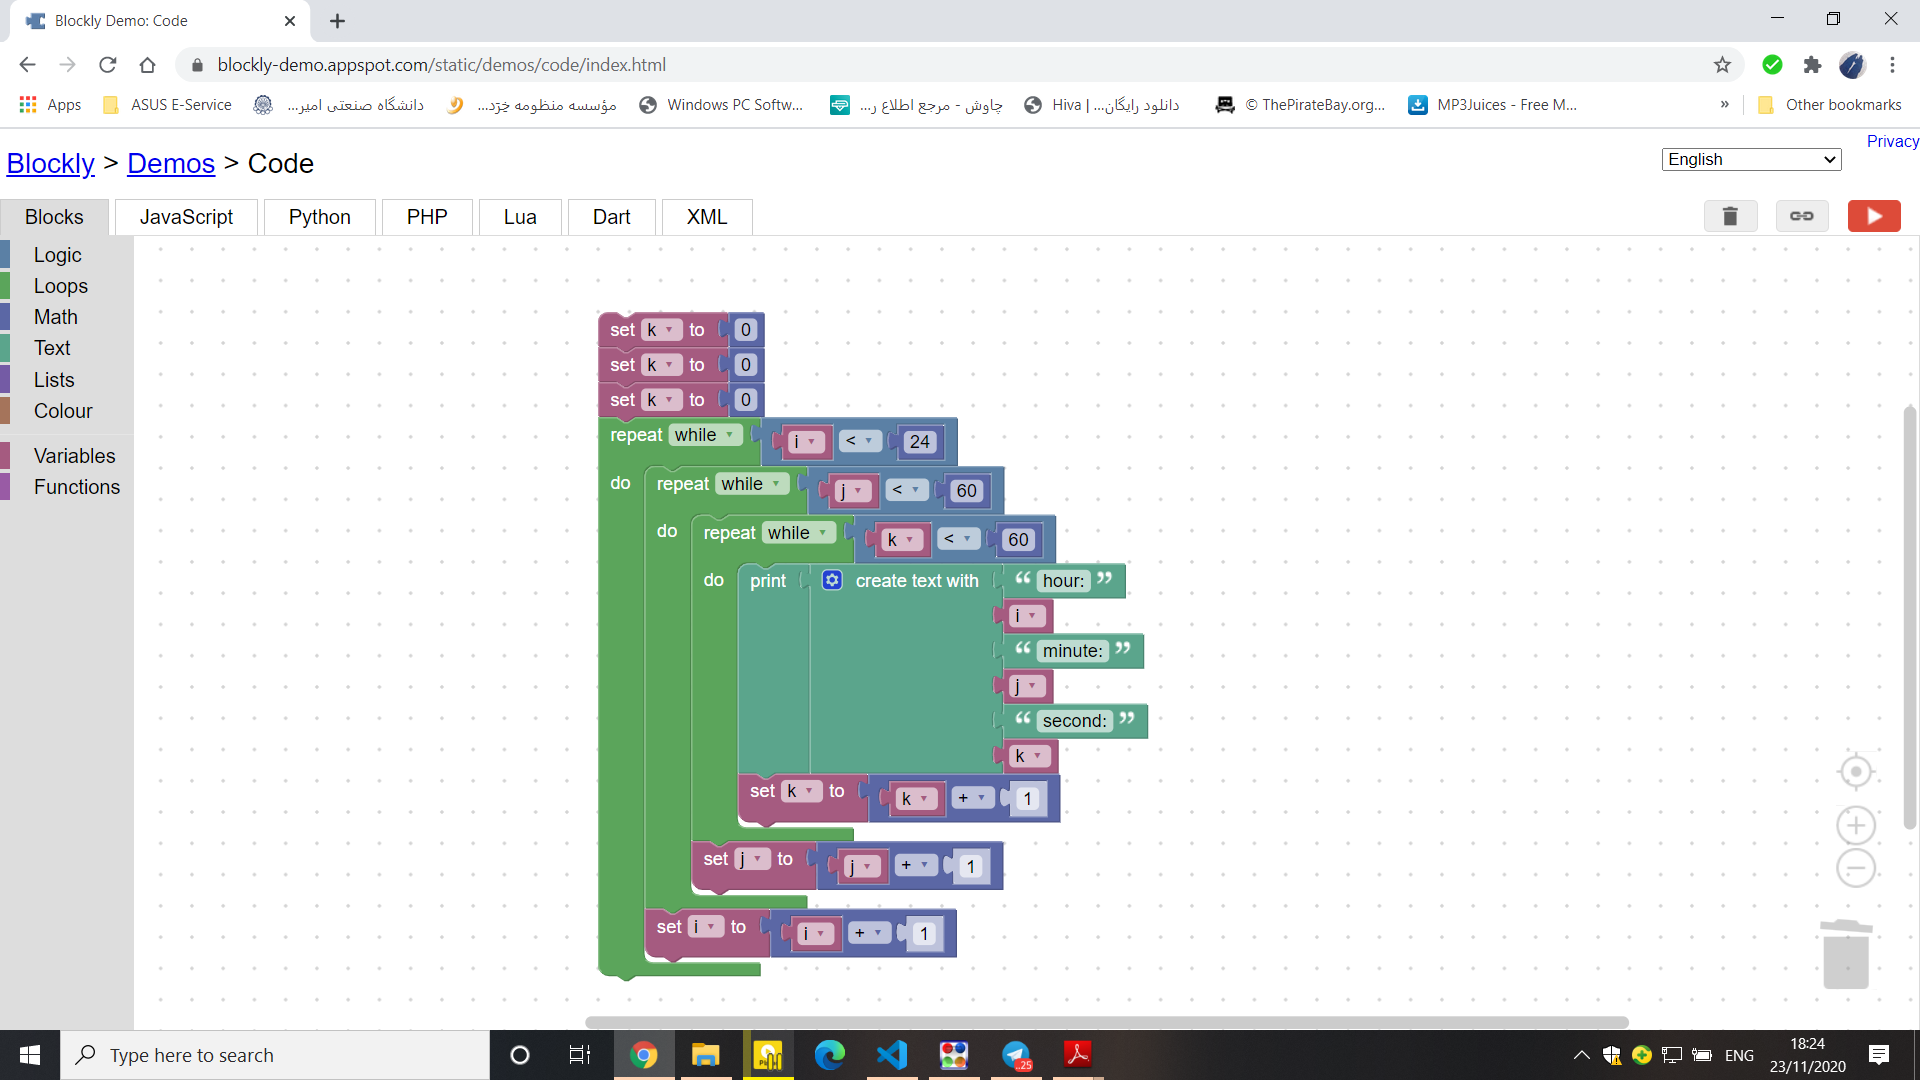 Blockly Demo: Code
blockly-demo.appspot.com/static/demos/code/index.html
Apps ASUS E-Service دانشگاه صنعتی امیر... مؤسسه منظومه خِرَد... Windows PC Softw... چاوش - مرجع اطلاع ر... Hiva | دانلود رایگان... © ThePirateBay.org... MP3Juices - Free M... » Other bookmarks
Privacy
Blockly > Demos > Code English
Blocks JavaScript Python PHP Lua Dart XML
Logic
Loops
Math
Text
Lists
Colour
Variables
Functions
set k to 0
set k to 0
set k to 0
repeat while i < 24
do repeat while j < 60
do repeat while k < 60
do print create text with “ hour: ”
i
“ minute: ”
j
“ second: ”
k
set k to k + 1
set j to j + 1
set i to i + 1
Type here to search
..25
ENG
18:24
23/11/2020